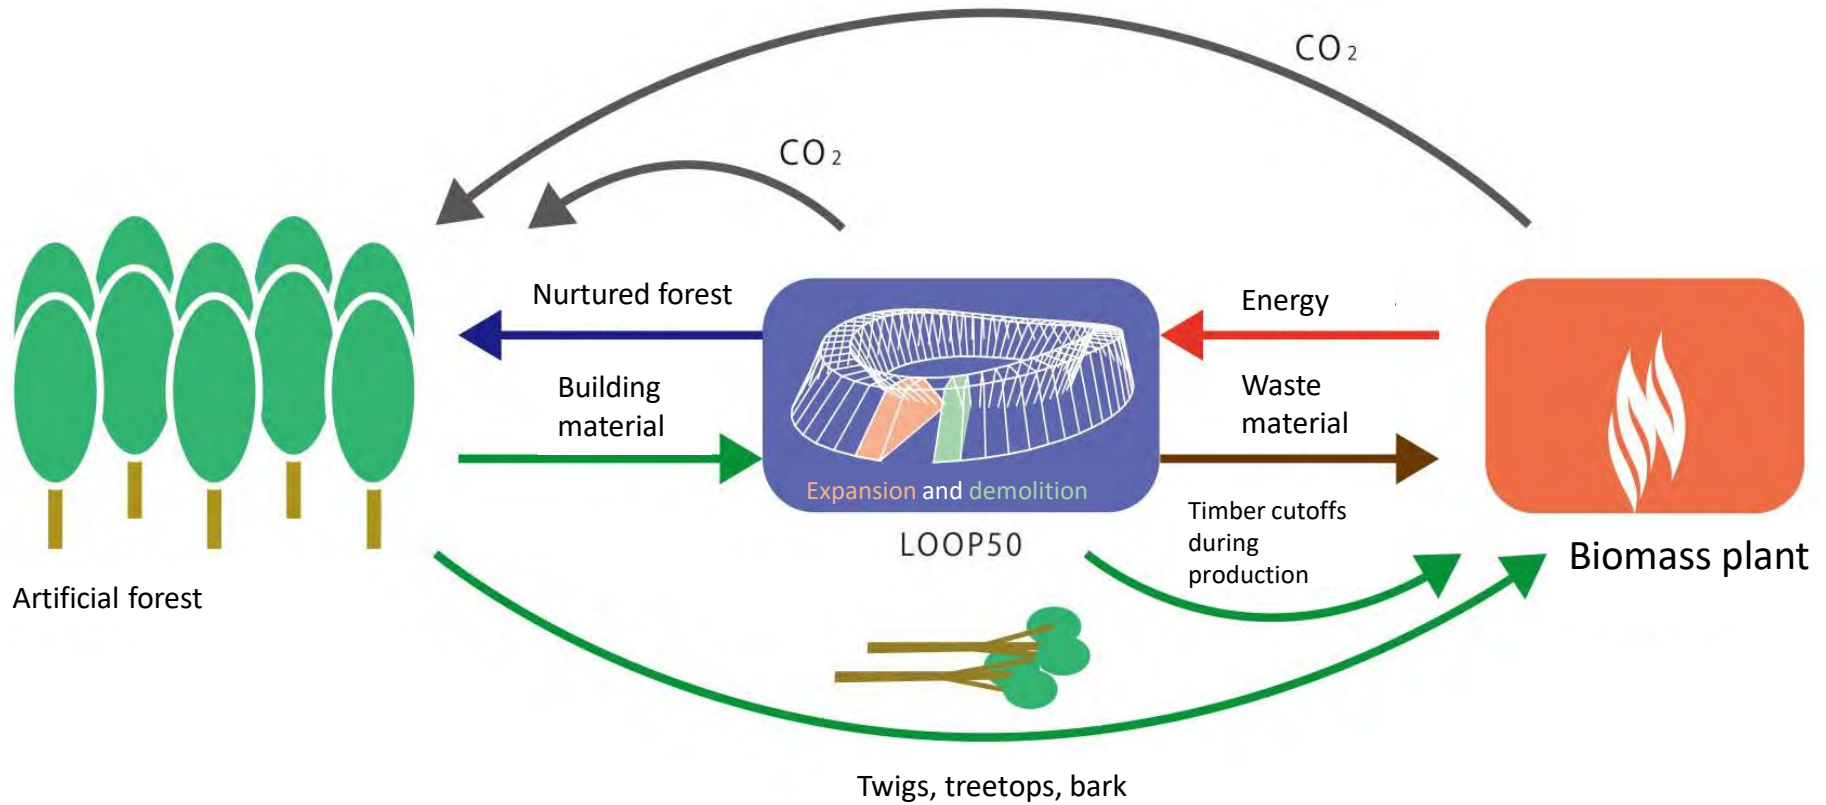 CO2
CO2
Nurtured forest
Energy
Building
material
Waste
material
Expansion and demolition
LOOP50
Timber cutoffs
during
production
Biomass plant
Artificial forest
Twigs, treetops, bark